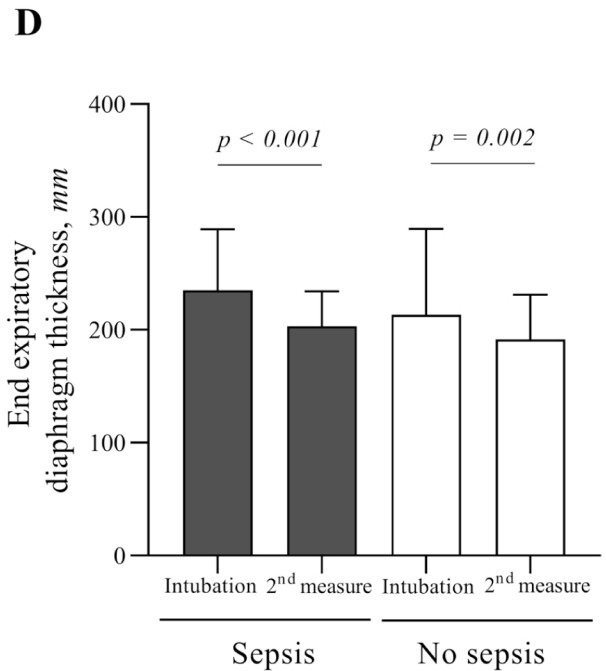 D
End expiratory
diaphragm thickness, mm
400
300
200
100
0
p < 0.001
p = 0.002
Intubation 2nd measure Intubation 2nd measure
Sepsis No sepsis